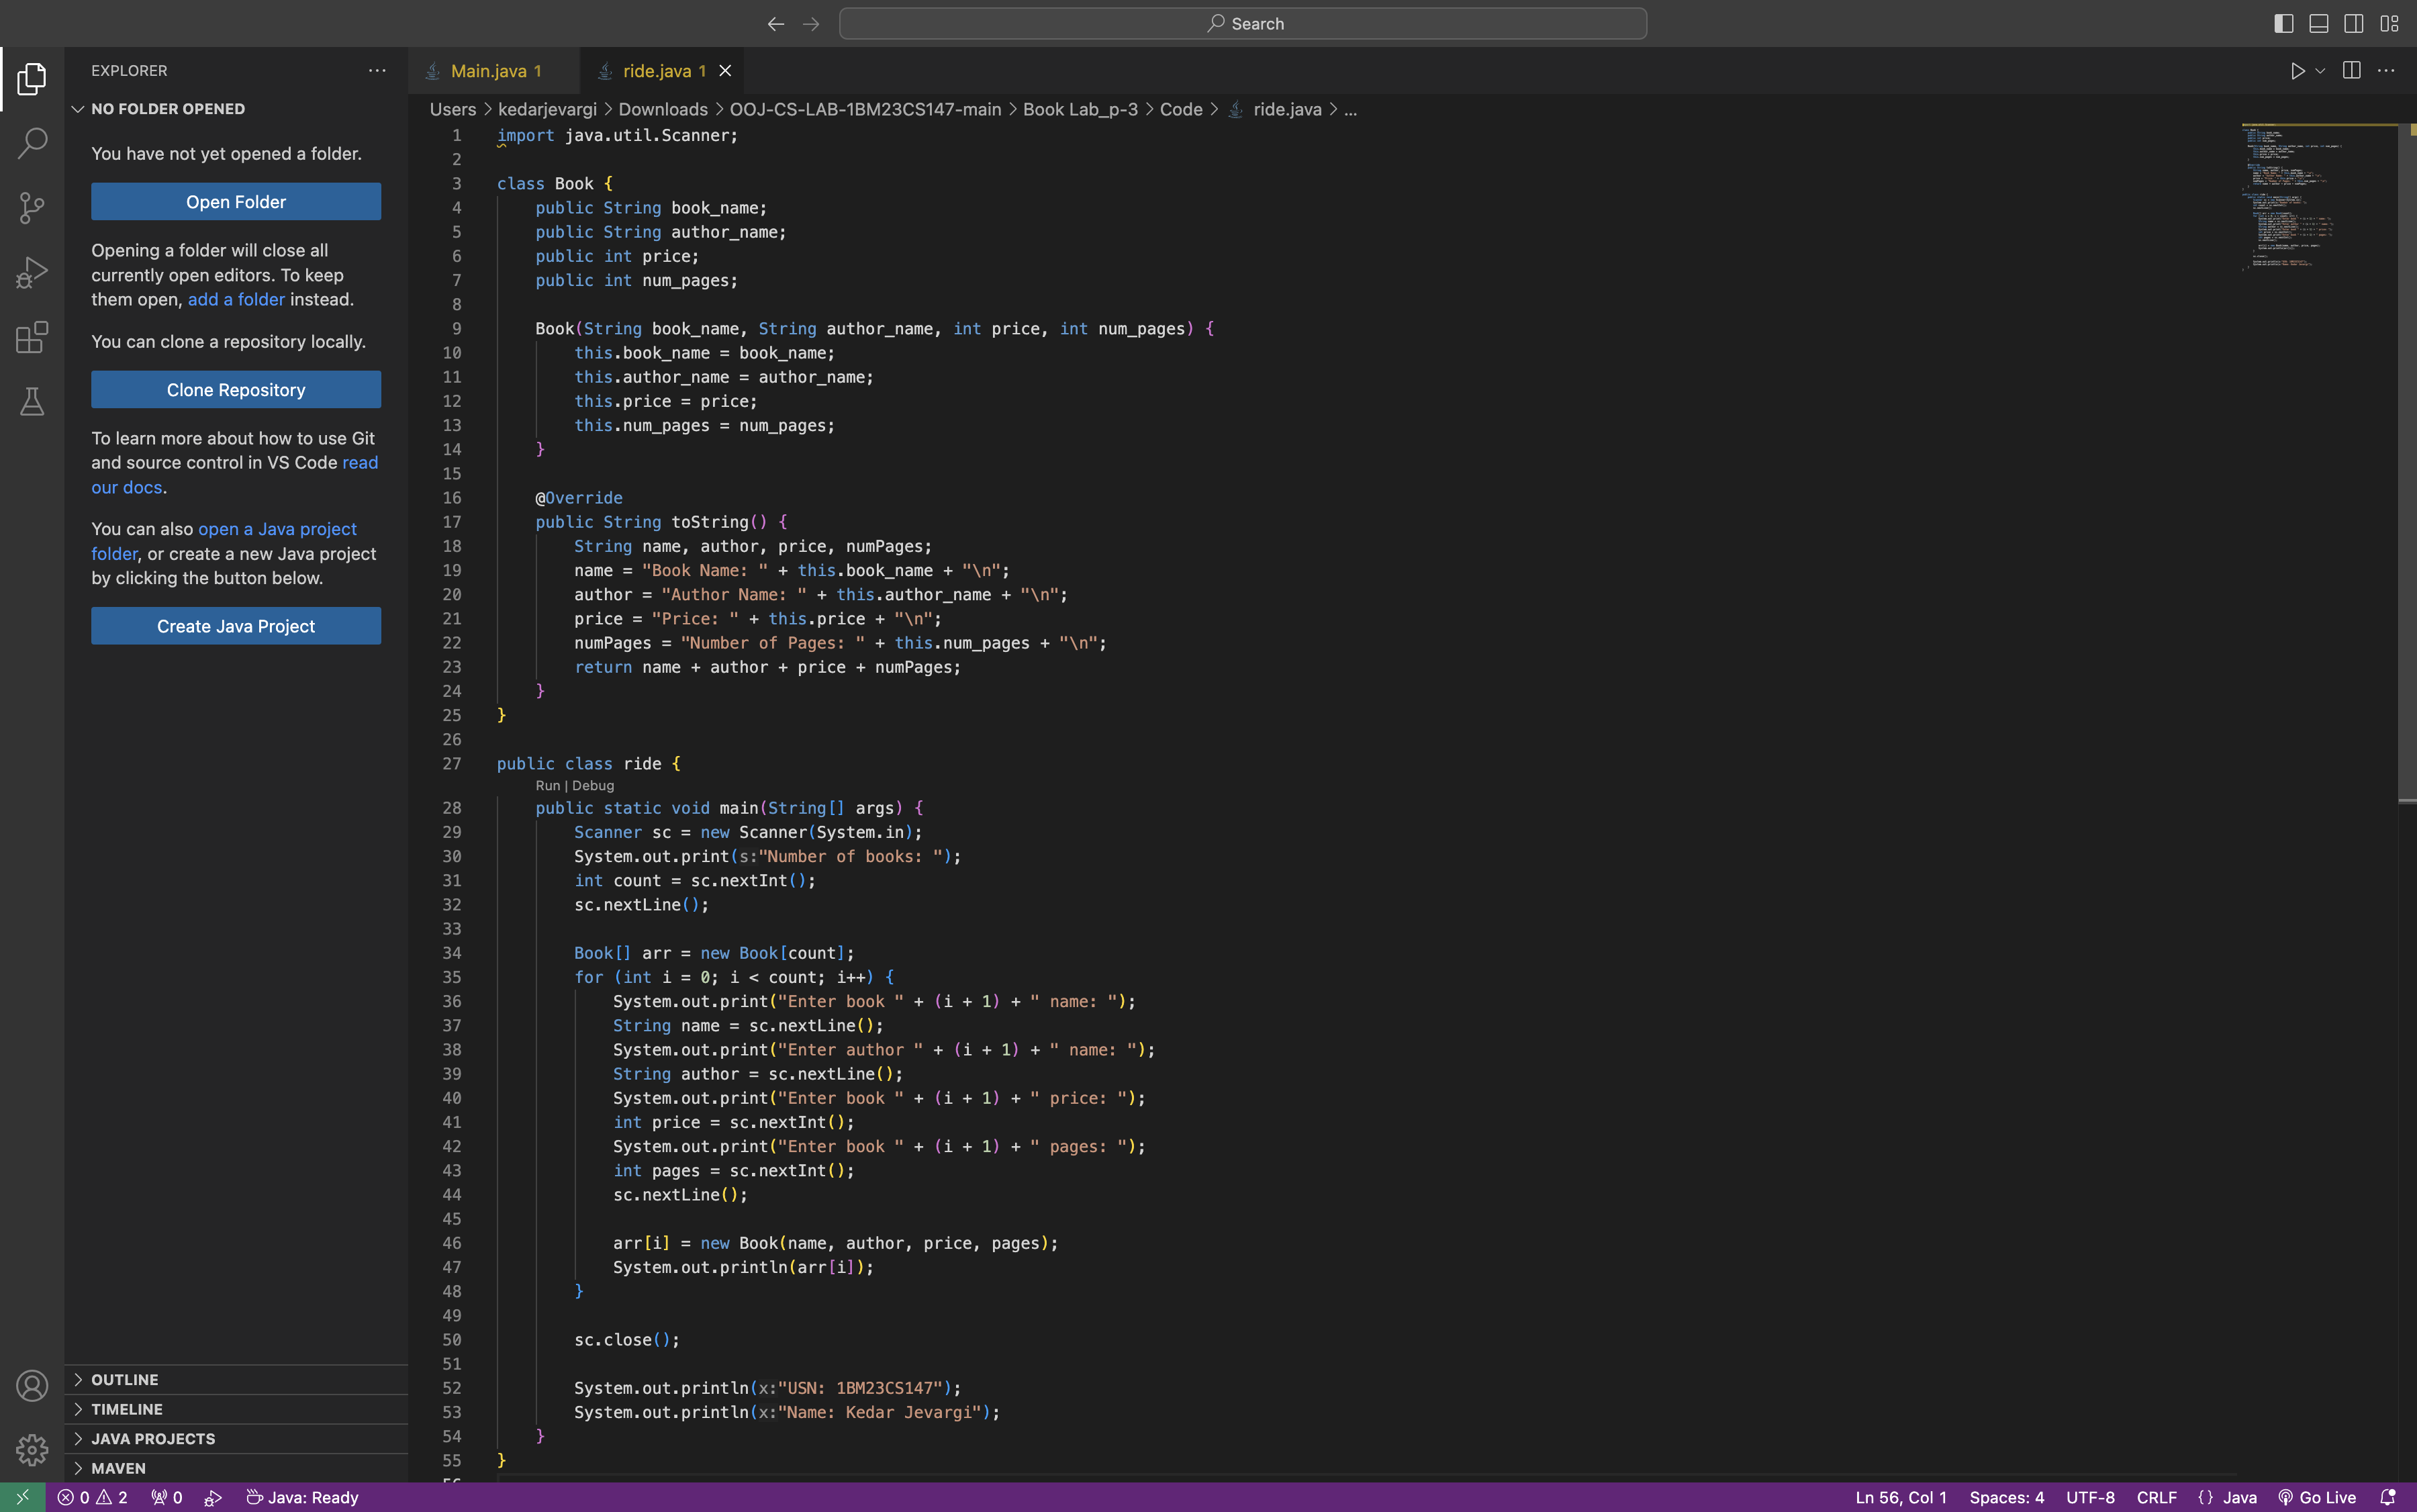 Search
EXPLORER
NO FOLDER OPENED
You have not yet opened a folder.
Open Folder
Opening a folder will close all
currently open editors. To keep
them open, add a folder instead.
You can clone a repository locally.
Clone Repository
To learn more about how to use Git
and source control in VS Code read
our docs.
You can also open a Java project
folder, or create a new Java project
by clicking the button below.
Create Java Project
OUTLINE
TIMELINE
JAVA PROJECTS
MAVEN
Main.java 1
ride.java 1
Users > kedarjevargi > Downloads > OOJ-CS-LAB-1BM23CS147-main > Book Lab_p-3 > Code > ride.java > ...
1 import java.util.Scanner;
2
3 class Book {
4 public String book_name;
5 public String author_name;
6 public int price;
7 public int num_pages;
8
9 Book(String book_name, String author_name, int price, int num_pages) {
10 this.book_name = book_name;
11 this.author_name = author_name;
12 this.price = price;
13 this.num_pages = num_pages;
14 }
15
16 @Override
17 public String toString() {
18 String name, author, price, numPages;
19 name = "Book Name: " + this.book_name + "\n";
20 author = "Author Name: " + this.author_name + "\n";
21 price = "Price: " + this.price + "\n";
22 numPages = "Number of Pages: " + this.num_pages + "\n";
23 return name + author + price + numPages;
24 }
25 }
26
27 public class ride {
Run | Debug
28 public static void main(String[] args) {
29 Scanner sc = new Scanner(System.in);
30 System.out.print(s:"Number of books: ");
31 int count = sc.nextInt();
32 sc.nextLine();
33
34 Book[] arr = new Book[count];
35 for (int i = 0; i < count; i++) {
36 System.out.print("Enter book " + (i + 1) + " name: ");
37 String name = sc.nextLine();
38 System.out.print("Enter author " + (i + 1) + " name: ");
39 String author = sc.nextLine();
40 System.out.print("Enter book " + (i + 1) + " price: ");
41 int price = sc.nextInt();
42 System.out.print("Enter book " + (i + 1) + " pages: ");
43 int pages = sc.nextInt();
44 sc.nextLine();
45
46 arr[i] = new Book(name, author, price, pages);
47 System.out.println(arr[i]);
48 }
49
50 sc.close();
51
52 System.out.println(x:"USN: 1BM23CS147");
53 System.out.println(x:"Name: Kedar Jevargi");
54 }
55 }
0 2 0 Java: Ready Ln 56, Col 1 Spaces: 4 UTF-8 CRLF {} Java Go Live